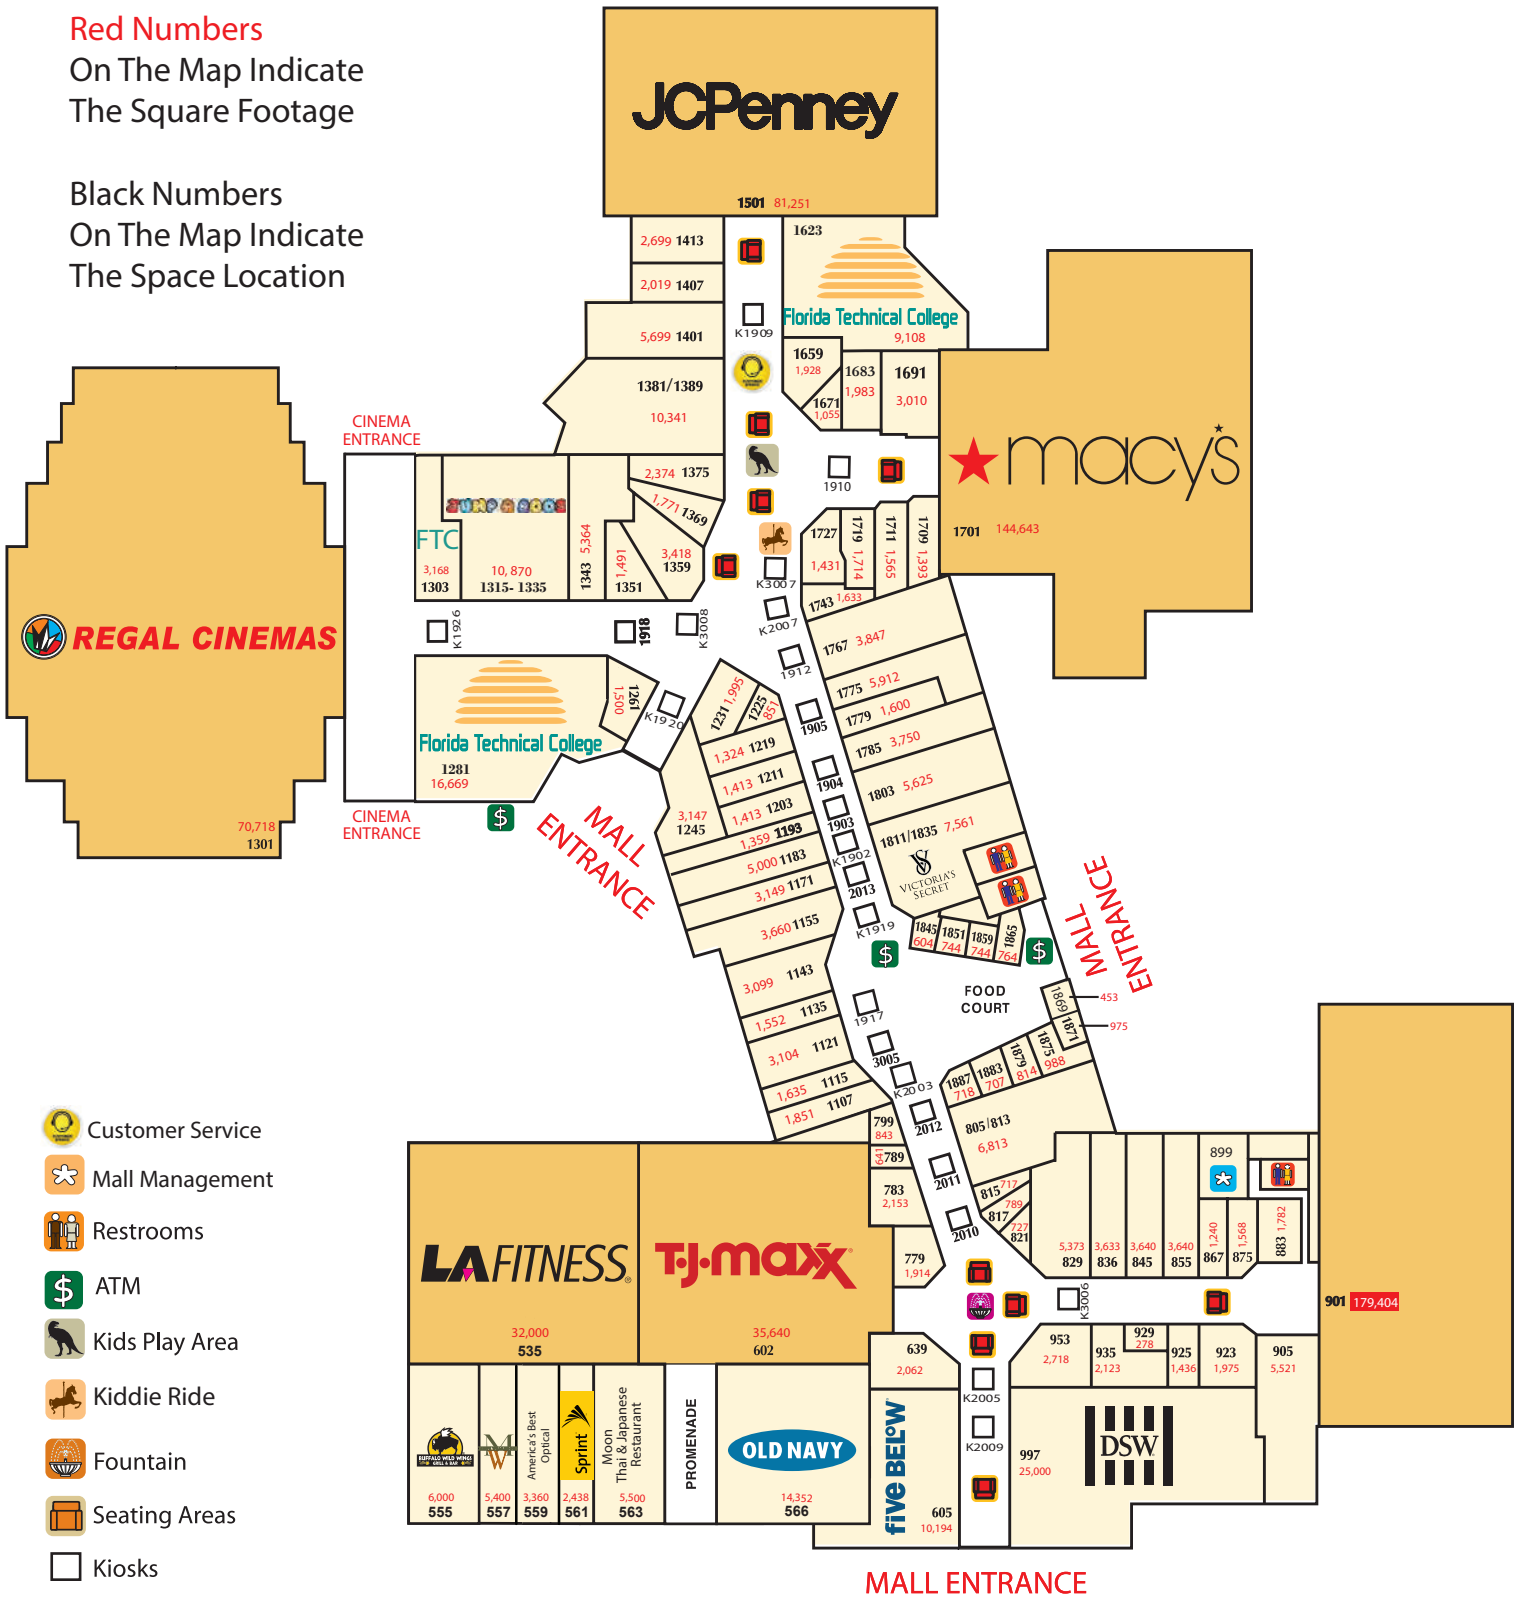 Red Numbers
On The Map Indicate
The Square Footage
Black Numbers
On The Map Indicate
The Space Location
JCPenney
1501 81,251
2,699 1413
2,019 1407
5,699 1401
1381/1389
10,341
K1909
1623
Florida Technical College
9,108
1659
1,928
1671
1,055
1683
1,983
1691
3,010
macy's
1701 144,643
1910
CINEMA
ENTRANCE
REGAL CINEMAS
70,718
1301
CINEMA
ENTRANCE
FTC
3,168
1303
10,870
1315-1335
1343 5,364
1,491
1351
2,374 1375
1,771 1369
3,418
1359
K1926
1918
K3008
K3007
K2007
1912
1727
1,431
1719 1,714
1711 1,565
1709 1,393
1743 1,633
1767 3,847
1775 5,912
1779 1,600
1785 3,750
1803 5,625
1811/1835 7,561
VICTORIA'S
SECRET
Florida Technical College
1281
16,669
1261
1,500
K1920
MALL
ENTRANCE
1231 1,995
1225
851
1,324 1219
1,413 1211
1,413 1203
3,147
1245
1,359 1193
5,000 1183
3,149 1171
3,660 1155
3,099 1143
1,552 1135
3,104 1121
1,635 1115
1,851 1107
1905
1904
1903
K1902
2013
K1919
1845
604
1851
744
1859
744
1865
764
MALL
ENTRANCE
FOOD
COURT
1869
453
1871
975
1875
988
1879
814
1883
707
1887
718
1917
3005
K2003
2012
2011
2010
805/813
6,813
815 717
817 789
727
821
799
843
641 789
783
2,153
779
1,914
5,373
829
3,633
836
3,640
845
3,640
855
899
1,240
867
1,568
875
883 1,782
901 179,404
K3006
LA FITNESS
32,000
535
T.J.maxx
35,640
602
639
2,062
953
2,718
935
2,123
929
278
925
1,436
923
1,975
905
5,521
K2005
K2009
BUFFALO WILD WINGS
GRILL & BAR
6,000
555
MW
5,400
557
America's Best
Optical
3,360
559
Sprint
2,438
561
Moon
Thai & Japanese
Restaurant
5,500
563
PROMENADE
OLD NAVY
14,352
566
five BEL°W
605
10,194
997
25,000
DSW
MALL ENTRANCE
Customer Service
Mall Management
Restrooms
$ ATM
Kids Play Area
Kiddie Ride
Fountain
Seating Areas
Kiosks